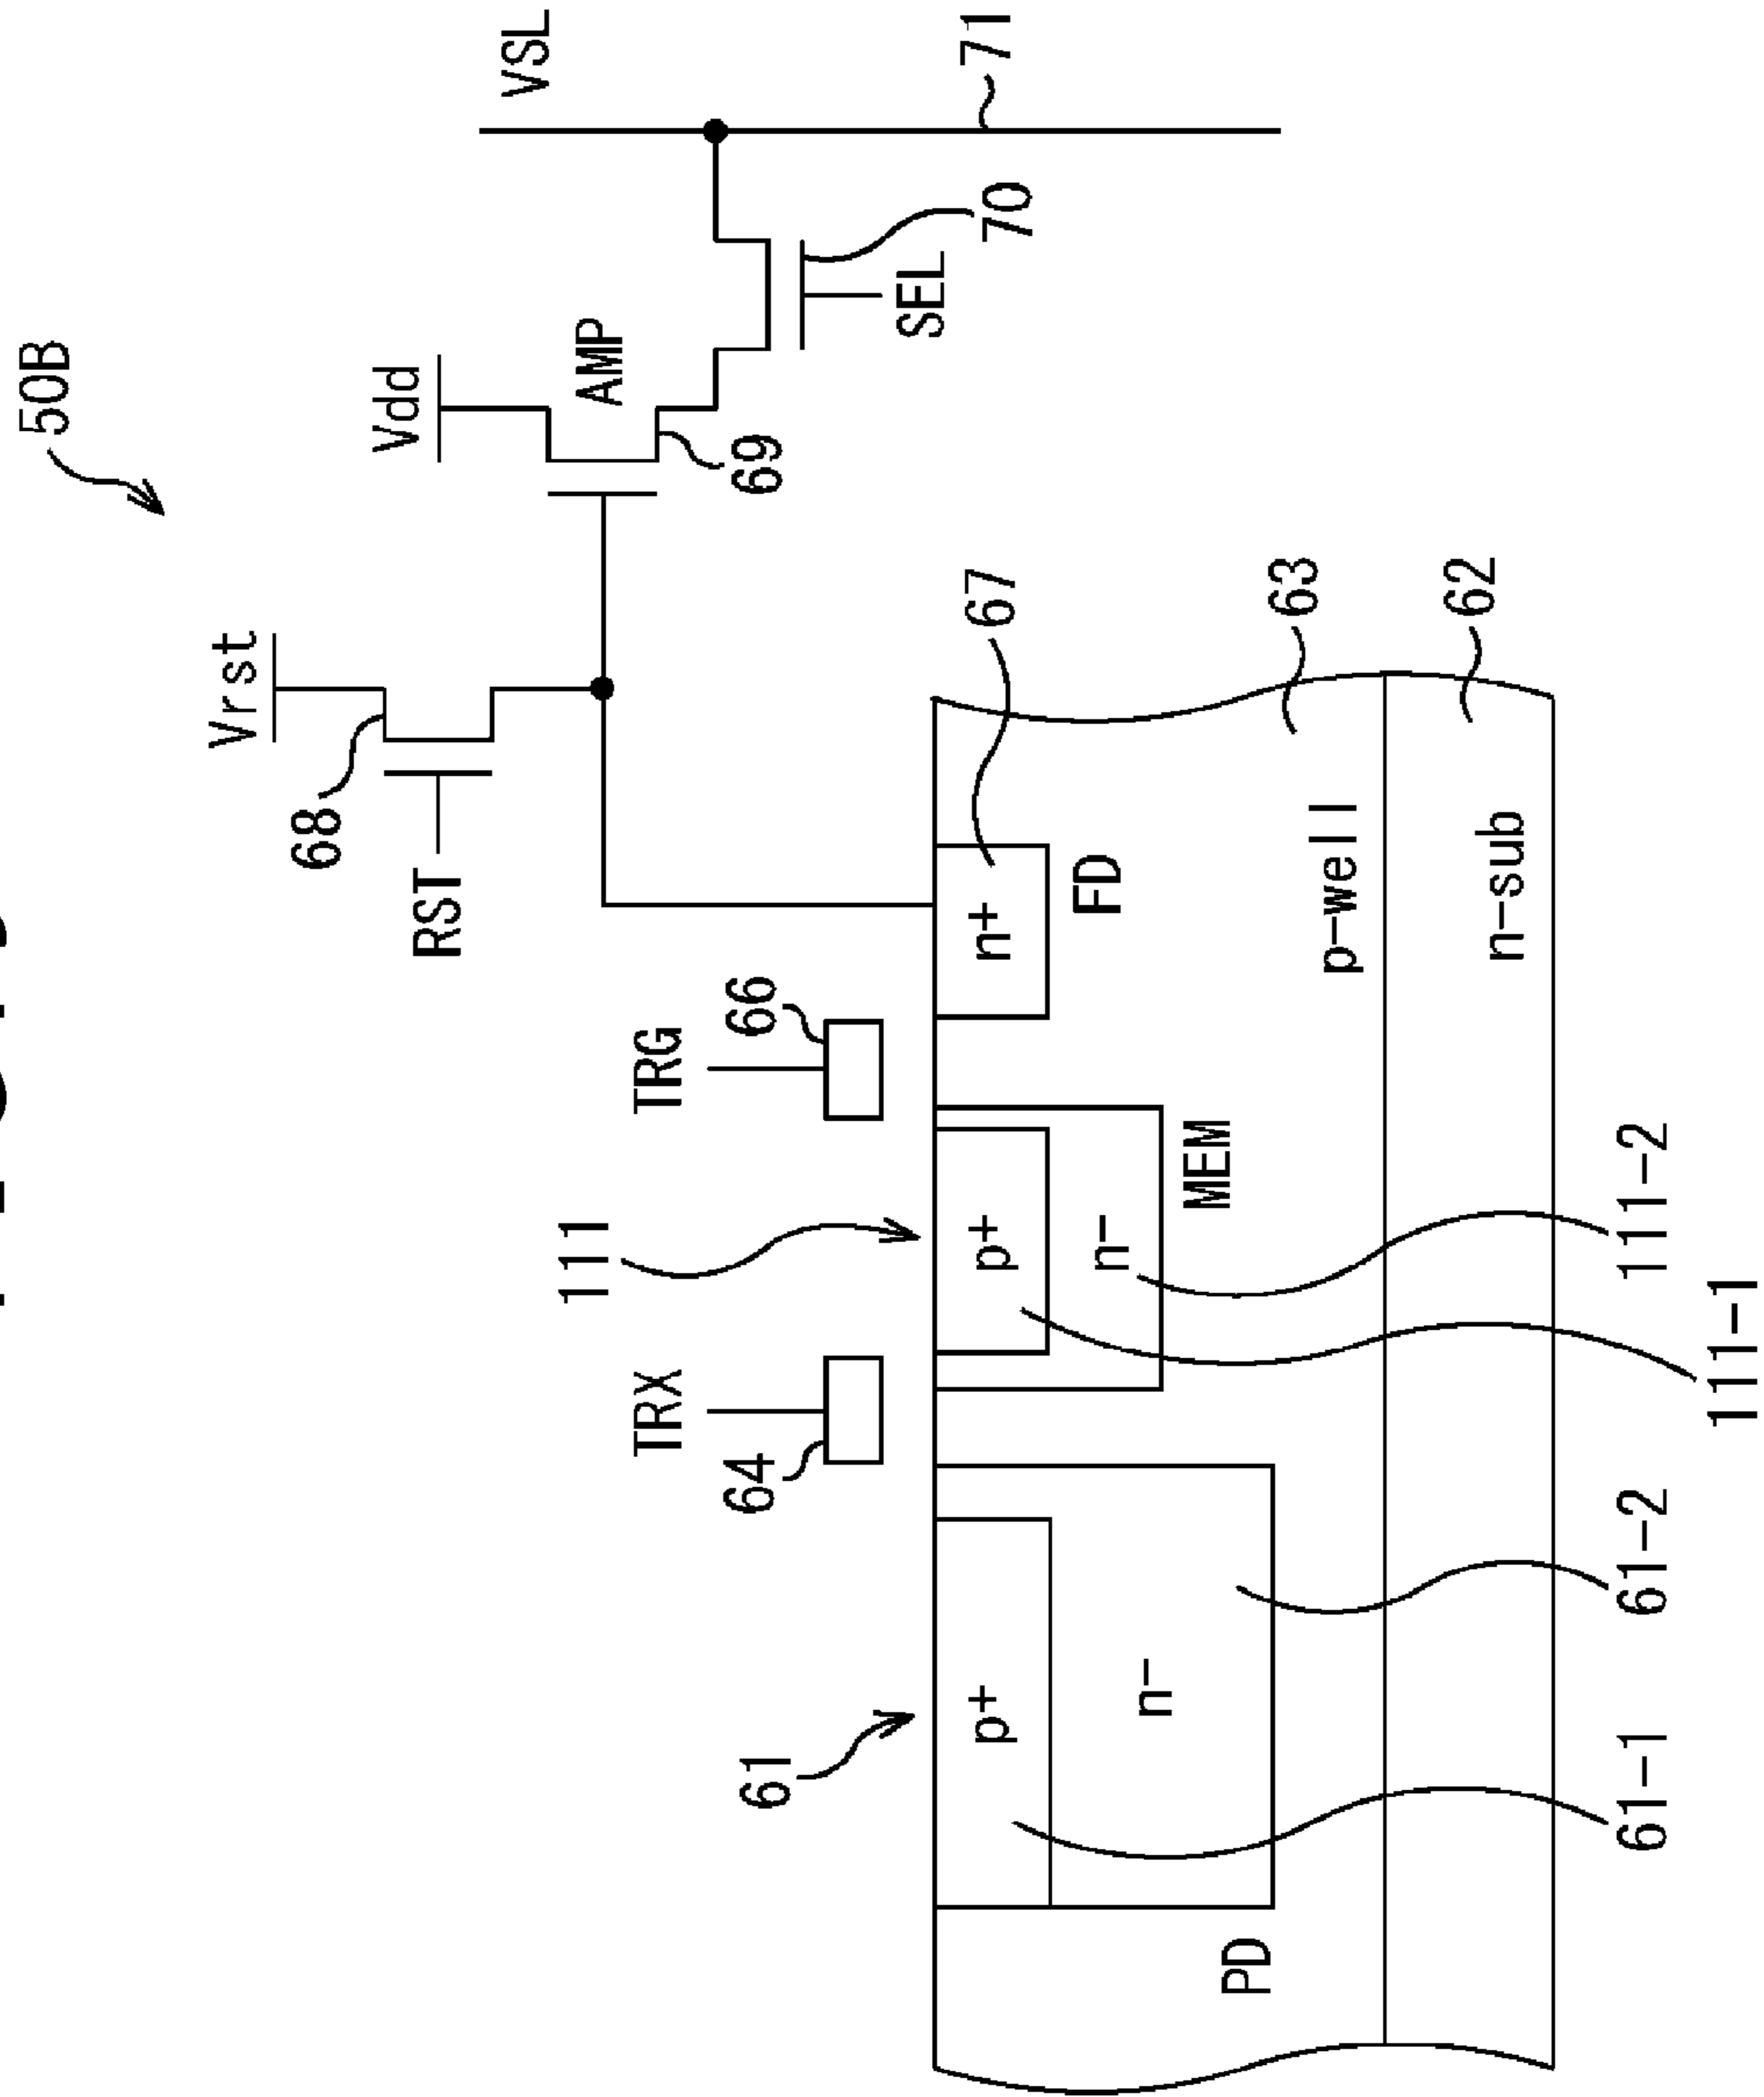 50B
Vrst
Vdd
VSL
68
RST
AMP
69
SEL
70
71
TRX
64
111
TRG
66
67
61
p+
n-
PD
p+
n-
MEM
n+
FD
p-well
63
n-sub
62
61-1
61-2
111-1
111-2